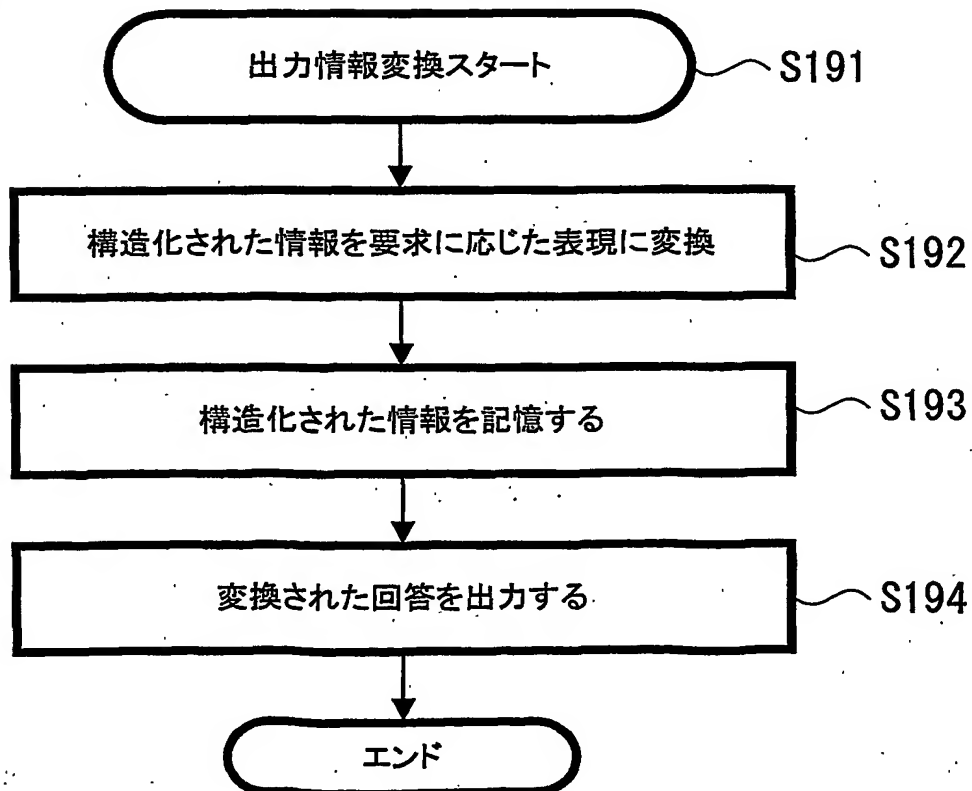 出力情報変換スタート
S191
構造化された情報を要求に応じた表現に変換
S192
構造化された情報を記憶する
S193
変換された回答を出力する
S194
エンド